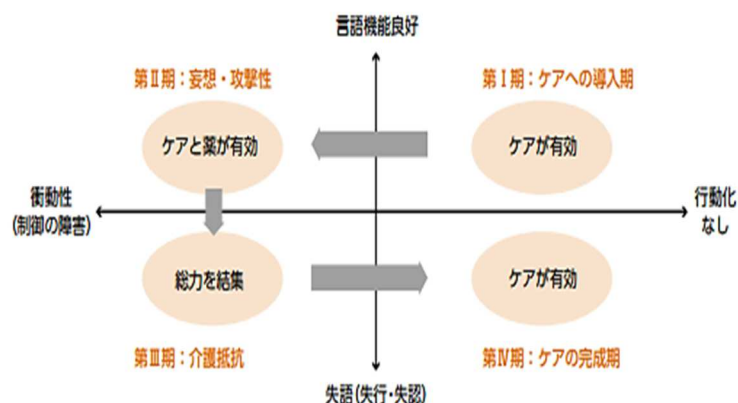 言語機能良好
第Ⅱ期：妄想・攻撃性
第Ⅰ期：ケアへの導入期
ケアと薬が有効
ケアが有効
衝動性
(制御の障害)
行動化
なし
総力を結集
ケアが有効
第Ⅲ期：介護抵抗
第Ⅳ期：ケアの完成期
失語(失行・失認)